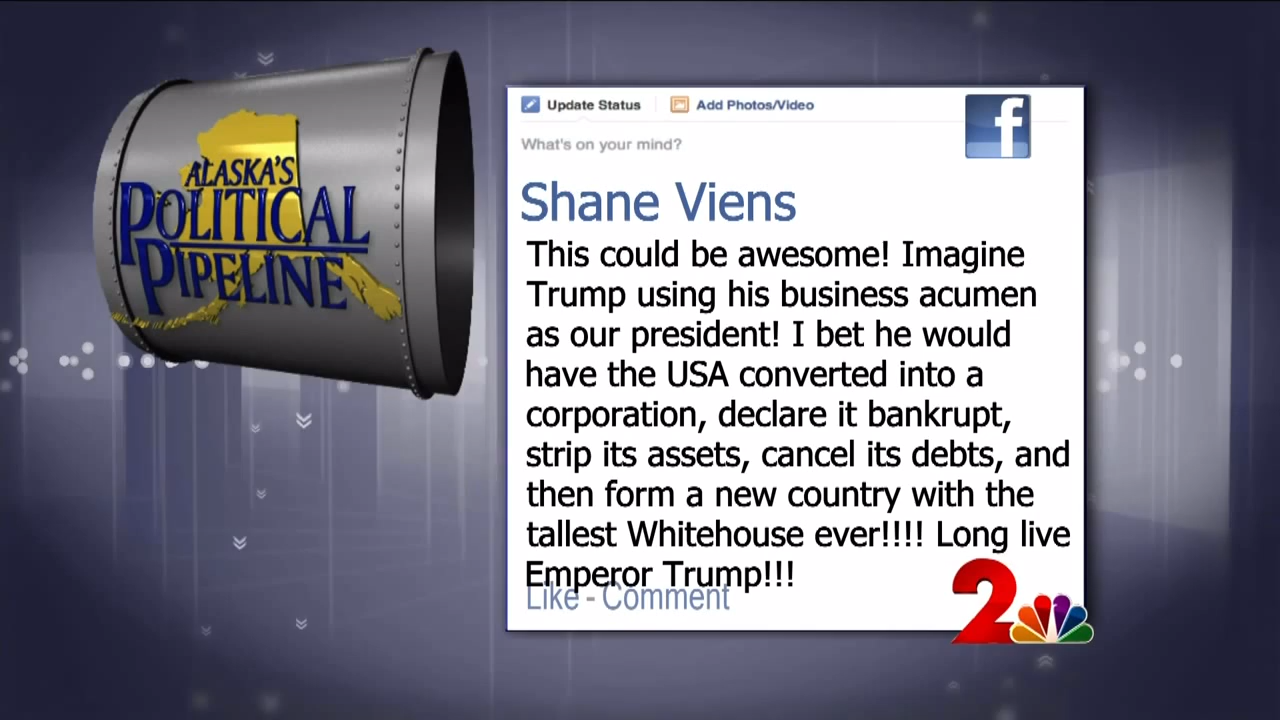 ALASKA'S
POLITICAL
PIPELINE
Update Status Add Photos/Video
f
What's on your mind?
Shane Viens
This could be awesome! Imagine
Trump using his business acumen
as our president! I bet he would
have the USA converted into a
corporation, declare it bankrupt,
strip its assets, cancel its debts, and
then form a new country with the
tallest Whitehouse ever!!!! Long live
Emperor Trump!!!
Like - Comment
2